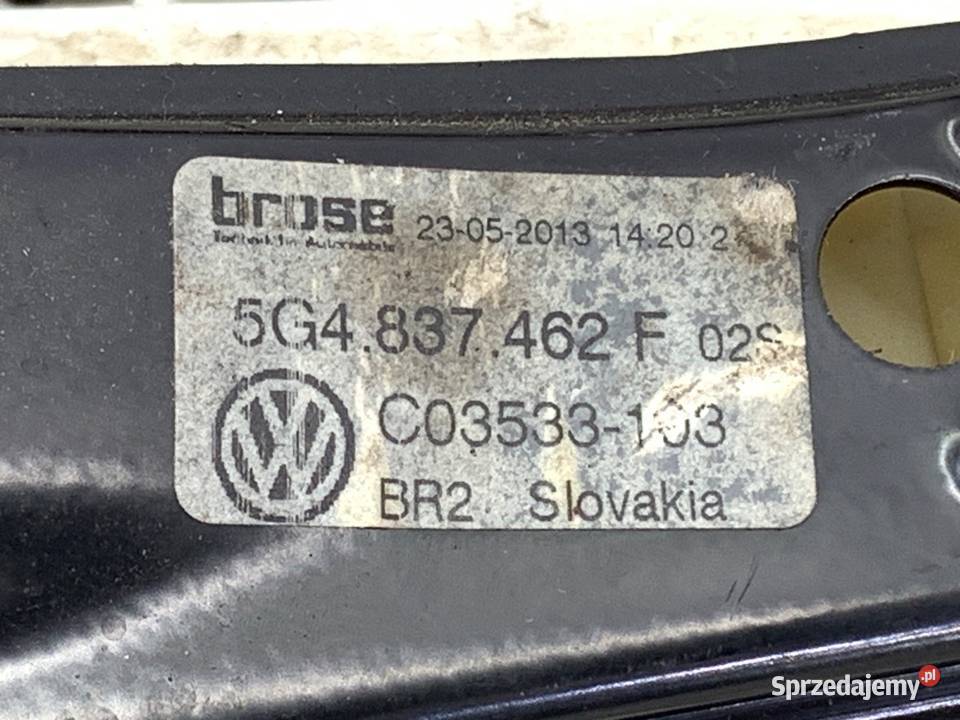 brose
Technik für Automobile
23-05-2013 14:20 2
5G4.837.462 F 02S
C03533-103
BR2 Slovakia
Sprzedajemy.pl